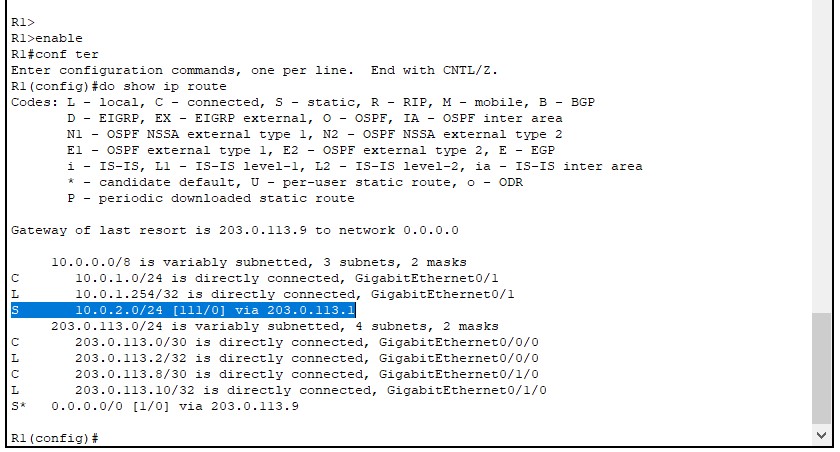 R1>
R1>enable
R1#conf ter
Enter configuration commands, one per line.  End with CNTL/Z.
R1(config)#do show ip route
Codes: L - local, C - connected, S - static, R - RIP, M - mobile, B - BGP
       D - EIGRP, EX - EIGRP external, O - OSPF, IA - OSPF inter area
       N1 - OSPF NSSA external type 1, N2 - OSPF NSSA external type 2
       E1 - OSPF external type 1, E2 - OSPF external type 2, E - EGP
       i - IS-IS, L1 - IS-IS level-1, L2 - IS-IS level-2, ia - IS-IS inter area
       * - candidate default, U - per-user static route, o - ODR
       P - periodic downloaded static route

Gateway of last resort is 203.0.113.9 to network 0.0.0.0

     10.0.0.0/8 is variably subnetted, 3 subnets, 2 masks
C       10.0.1.0/24 is directly connected, GigabitEthernet0/1
L       10.0.1.254/32 is directly connected, GigabitEthernet0/1
S       10.0.2.0/24 [111/0] via 203.0.113.1
     203.0.113.0/24 is variably subnetted, 4 subnets, 2 masks
C       203.0.113.0/30 is directly connected, GigabitEthernet0/0/0
L       203.0.113.2/32 is directly connected, GigabitEthernet0/0/0
C       203.0.113.8/30 is directly connected, GigabitEthernet0/1/0
L       203.0.113.10/32 is directly connected, GigabitEthernet0/1/0
S*   0.0.0.0/0 [1/0] via 203.0.113.9

R1(config)#